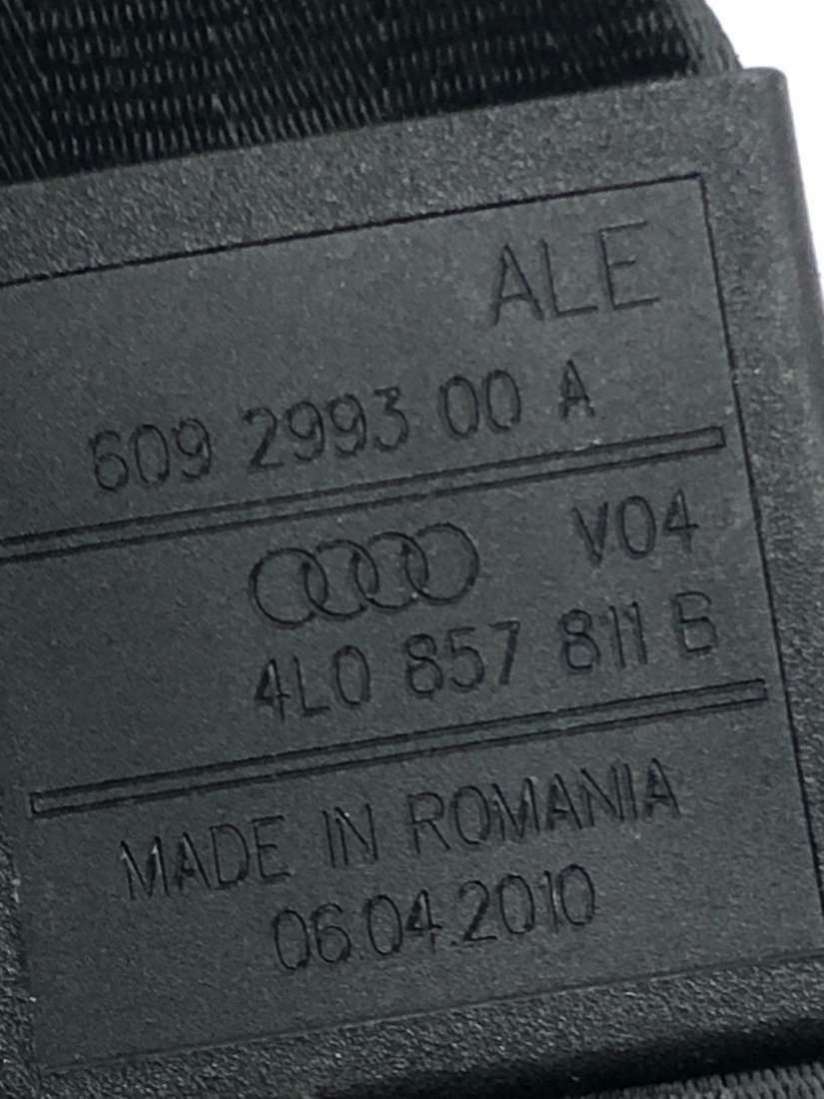 ALE
609 2993 00 A
V04
4L0 857 811 B
MADE IN ROMANIA
06.04.2010